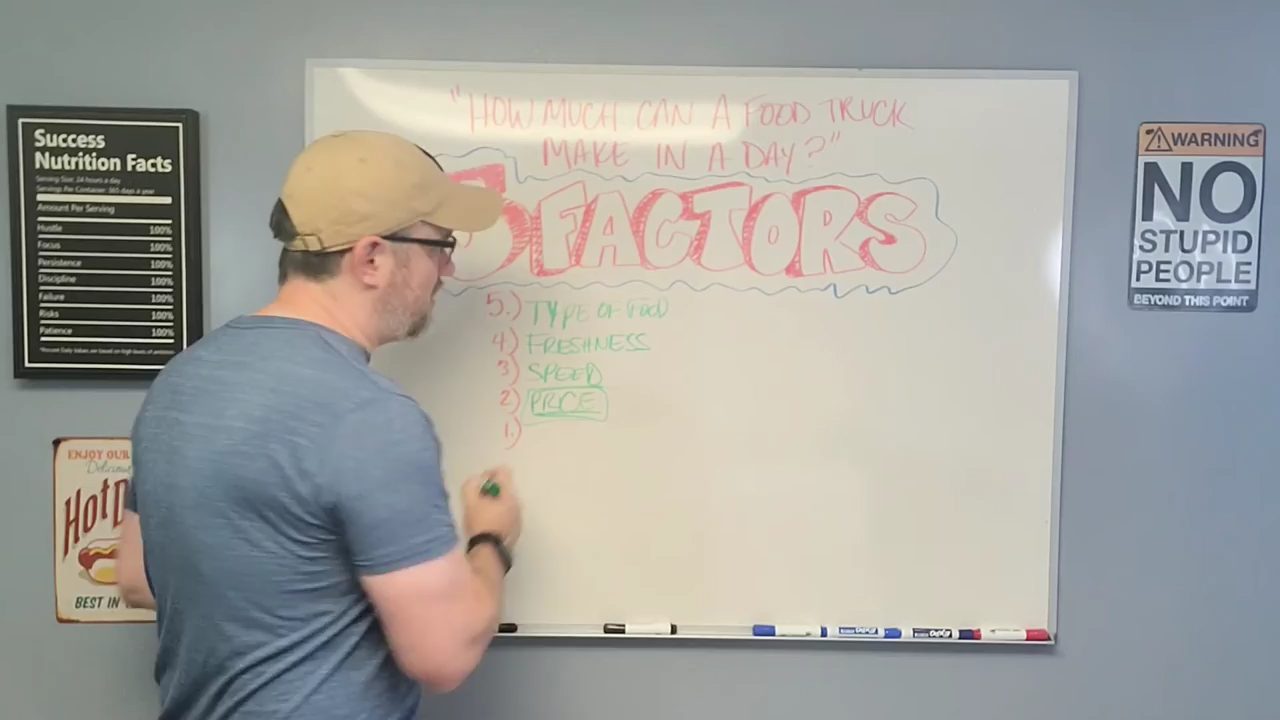 "HOW MUCH CAN A FOOD TRUCK
MAKE IN A DAY?"
5 FACTORS
5.) TYPE OF FOOD
4) FRESHNESS
3) SPEED
2) PRICE
1.)
Success
Nutrition Facts
Serving Size: 24 hours a day
Servings Per Container: 365 days a year
Amount Per Serving
Hustle 100%
Focus 100%
Persistence 100%
Discipline 100%
Failure 100%
Risks 100%
Patience 100%
ENJOY OUR
HOT D
BEST IN
WARNING
NO
STUPID
PEOPLE
BEYOND THIS POINT